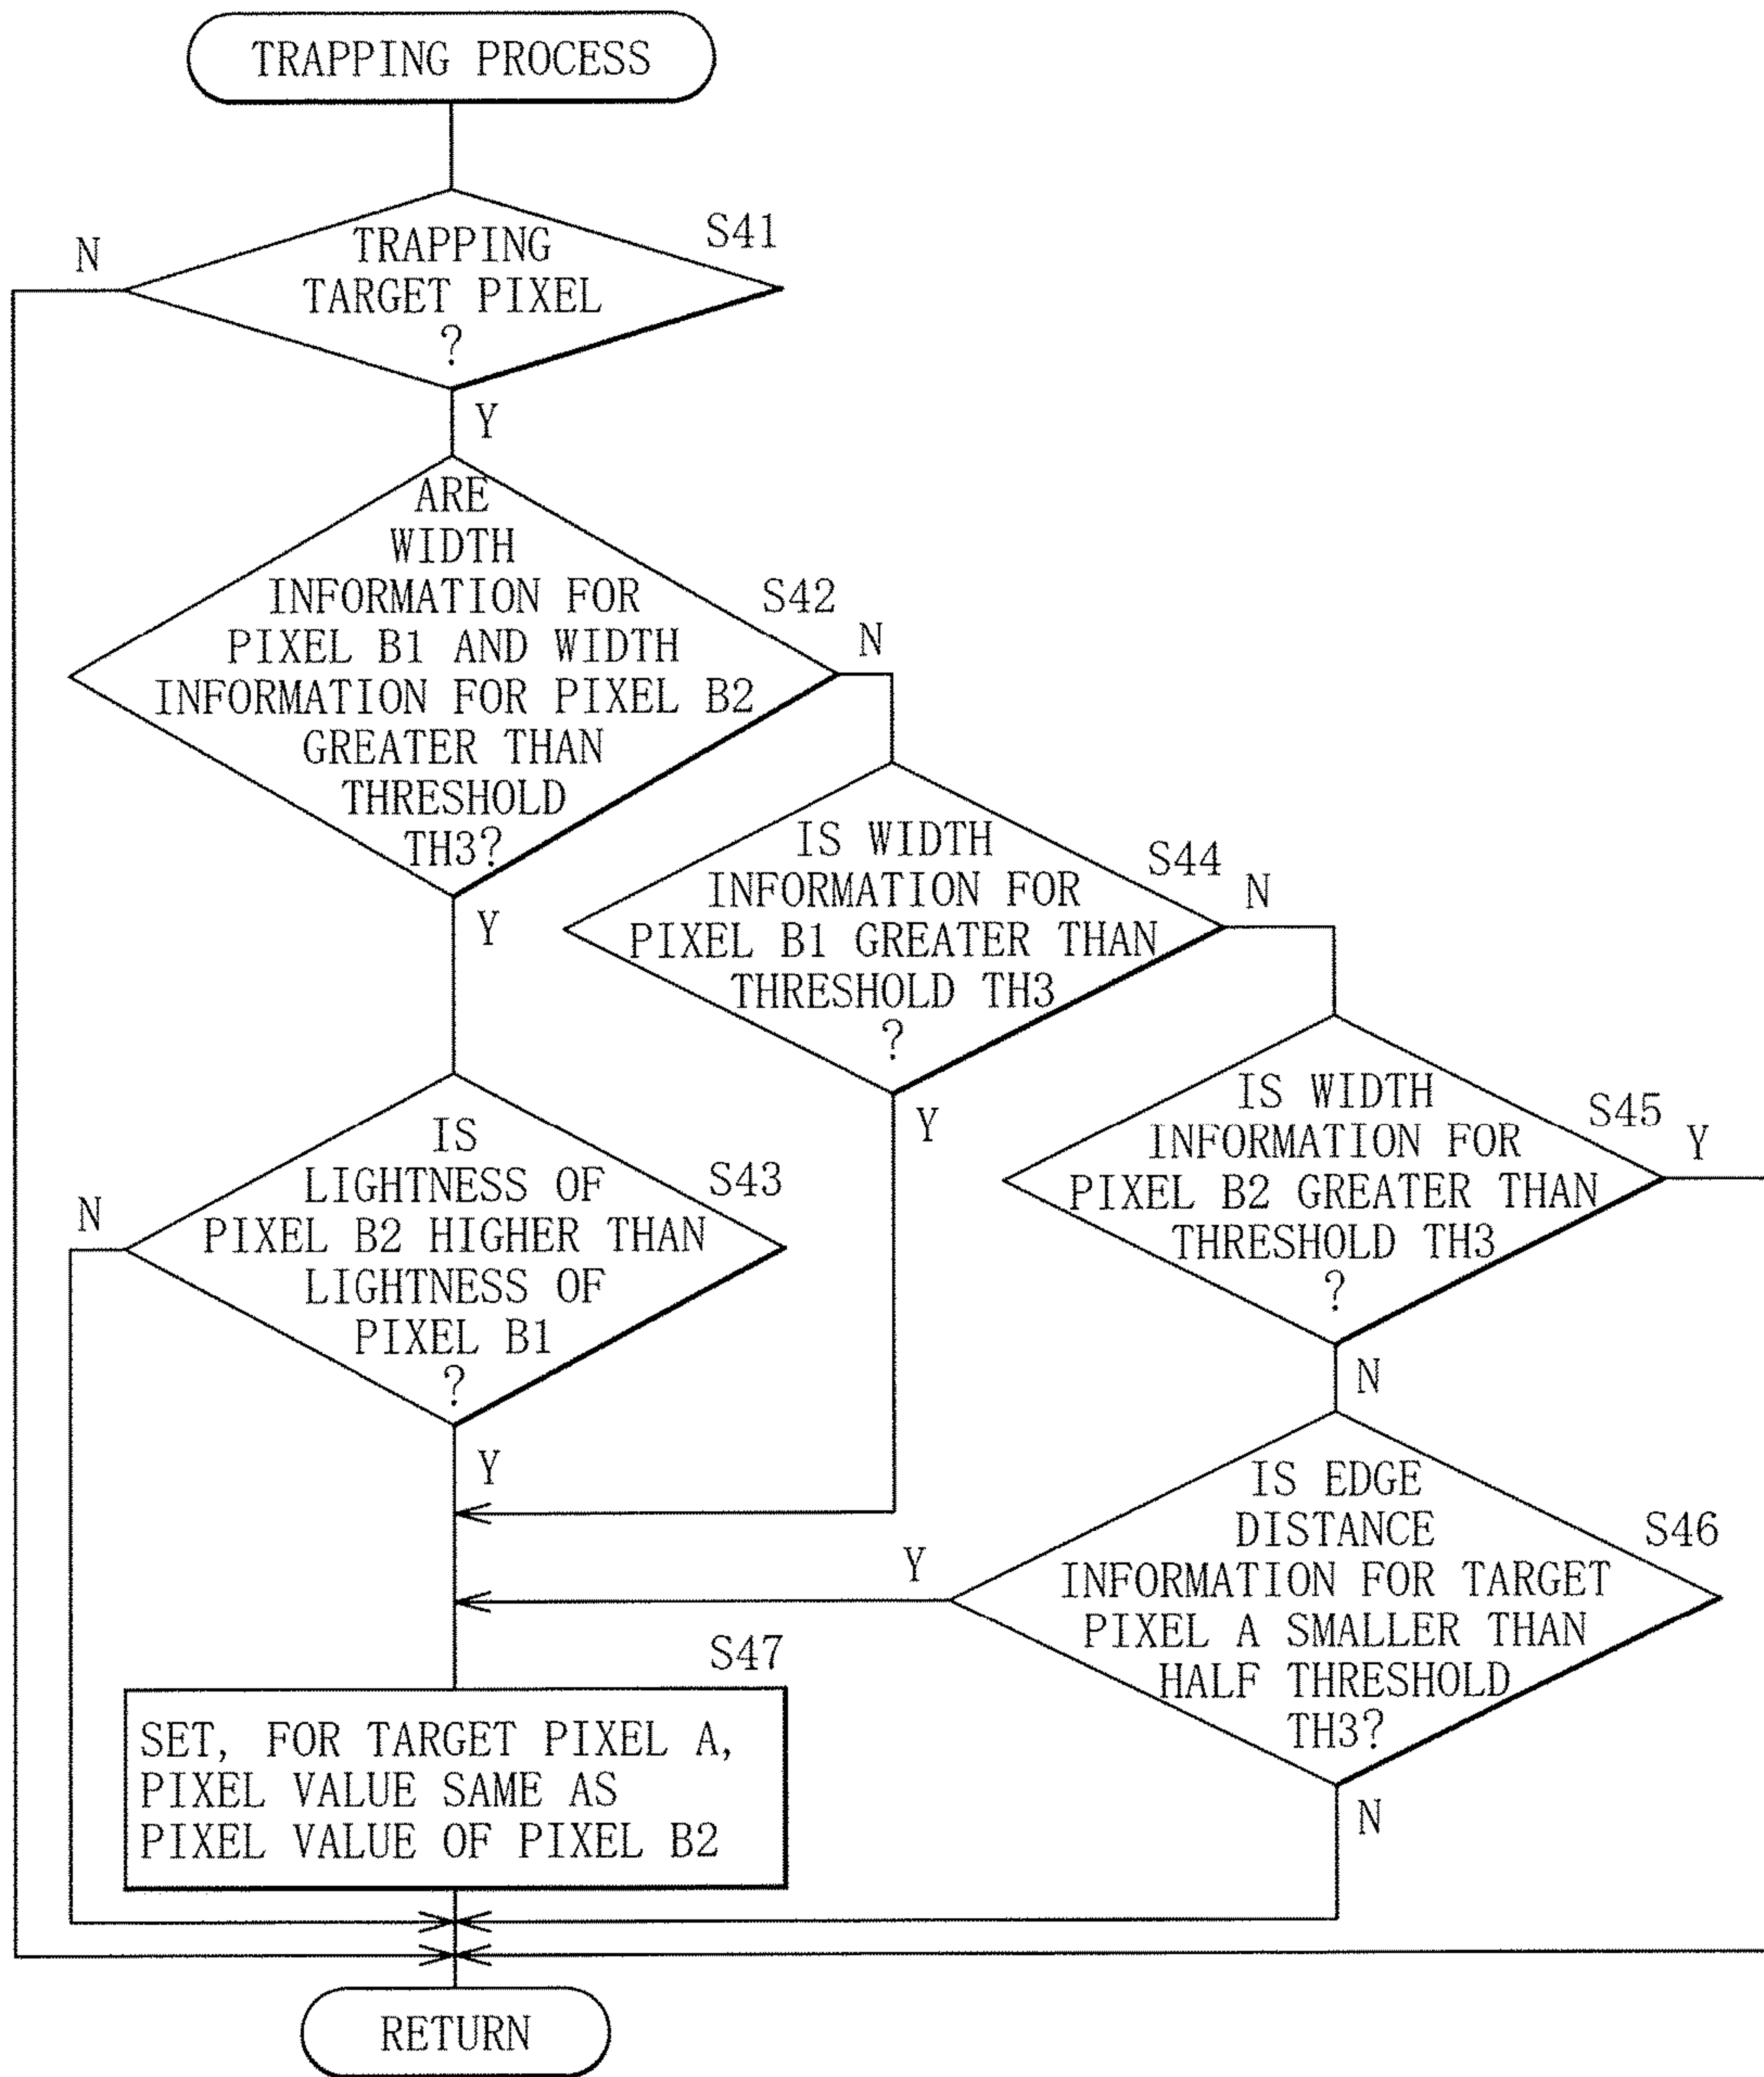 TRAPPING PROCESS
S41
N
TRAPPING
TARGET PIXEL
?
Y
ARE
WIDTH
INFORMATION FOR
PIXEL B1 AND WIDTH
INFORMATION FOR PIXEL B2
GREATER THAN
THRESHOLD
TH3?
S42
N
Y
IS WIDTH
INFORMATION FOR
PIXEL B1 GREATER THAN
THRESHOLD TH3
?
S44
N
Y
IS
LIGHTNESS OF
PIXEL B2 HIGHER THAN
LIGHTNESS OF
PIXEL B1
?
S43
N
Y
IS WIDTH
INFORMATION FOR
PIXEL B2 GREATER THAN
THRESHOLD TH3
?
S45
Y
N
IS EDGE
DISTANCE
INFORMATION FOR TARGET
PIXEL A SMALLER THAN
HALF THRESHOLD
TH3?
S46
Y
N
S47
SET, FOR TARGET PIXEL A,
PIXEL VALUE SAME AS
PIXEL VALUE OF PIXEL B2
RETURN